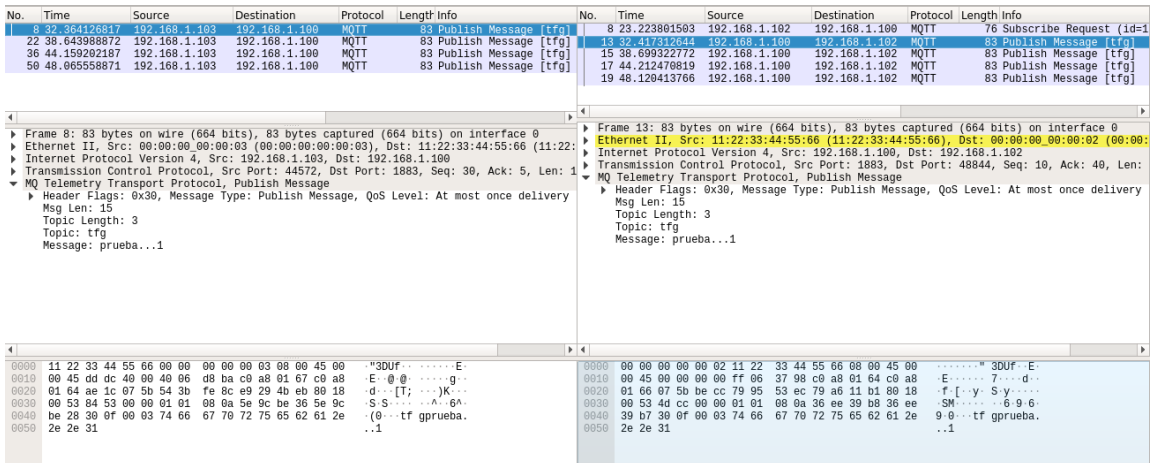 No. Time Source Destination Protocol Length Info
8 32.364126817 192.168.1.103 192.168.1.100 MQTT 83 Publish Message [tfg]
22 38.643988872 192.168.1.103 192.168.1.100 MQTT 83 Publish Message [tfg]
36 44.159202187 192.168.1.103 192.168.1.100 MQTT 83 Publish Message [tfg]
50 48.065558871 192.168.1.103 192.168.1.100 MQTT 83 Publish Message [tfg]
Frame 8: 83 bytes on wire (664 bits), 83 bytes captured (664 bits) on interface 0
Ethernet II, Src: 00:00:00_00:00:03 (00:00:00:00:00:03), Dst: 11:22:33:44:55:66 (11:22:
Internet Protocol Version 4, Src: 192.168.1.103, Dst: 192.168.1.100
Transmission Control Protocol, Src Port: 44572, Dst Port: 1883, Seq: 30, Ack: 5, Len: 1
MQ Telemetry Transport Protocol, Publish Message
Header Flags: 0x30, Message Type: Publish Message, QoS Level: At most once delivery
Msg Len: 15
Topic Length: 3
Topic: tfg
Message: prueba...1
0000 11 22 33 44 55 66 00 00 00 00 00 03 08 00 45 00 ·"3DUf·· ······E·
0010 00 45 dd dc 40 00 40 06 d8 ba c0 a8 01 67 c0 a8 ·E··@·@· ·····g··
0020 01 64 ae 1c 07 5b 54 3b fe 8c e9 29 4b eb 80 18 ·d···[T; ···)K···
0030 00 53 84 53 00 00 01 01 08 0a 5e 9c be 36 5e 9c ·S·S···· ··^··6^·
0040 be 28 30 0f 00 03 74 66 67 70 72 75 65 62 61 2e ·(0···tf gprueba.
0050 2e 2e 31 ..1
No. Time Source Destination Protocol Length Info
8 23.223801503 192.168.1.102 192.168.1.100 MQTT 76 Subscribe Request (id=1
13 32.417312644 192.168.1.100 192.168.1.102 MQTT 83 Publish Message [tfg]
15 38.699322772 192.168.1.100 192.168.1.102 MQTT 83 Publish Message [tfg]
17 44.212470819 192.168.1.100 192.168.1.102 MQTT 83 Publish Message [tfg]
19 48.120413766 192.168.1.100 192.168.1.102 MQTT 83 Publish Message [tfg]
Frame 13: 83 bytes on wire (664 bits), 83 bytes captured (664 bits) on interface 0
Ethernet II, Src: 11:22:33:44:55:66 (11:22:33:44:55:66), Dst: 00:00:00_00:00:02 (00:00:
Internet Protocol Version 4, Src: 192.168.1.100, Dst: 192.168.1.102
Transmission Control Protocol, Src Port: 1883, Dst Port: 48844, Seq: 10, Ack: 40, Len:
MQ Telemetry Transport Protocol, Publish Message
Header Flags: 0x30, Message Type: Publish Message, QoS Level: At most once delivery
Msg Len: 15
Topic Length: 3
Topic: tfg
Message: prueba...1
0000 00 00 00 00 00 02 11 22 33 44 55 66 08 00 45 00 ·······" 3DUf··E·
0010 00 45 00 00 00 00 ff 06 37 98 c0 a8 01 64 c0 a8 ·E······ 7····d··
0020 01 66 07 5b be cc 79 95 53 ec 79 a6 11 b1 80 18 ·f·[··y· S·y·····
0030 00 53 4d cc 00 00 01 01 08 0a 36 ee 39 b8 36 ee ·SM····· ··6·9·6·
0040 39 b7 30 0f 00 03 74 66 67 70 72 75 65 62 61 2e 9·0···tf gprueba.
0050 2e 2e 31 ..1